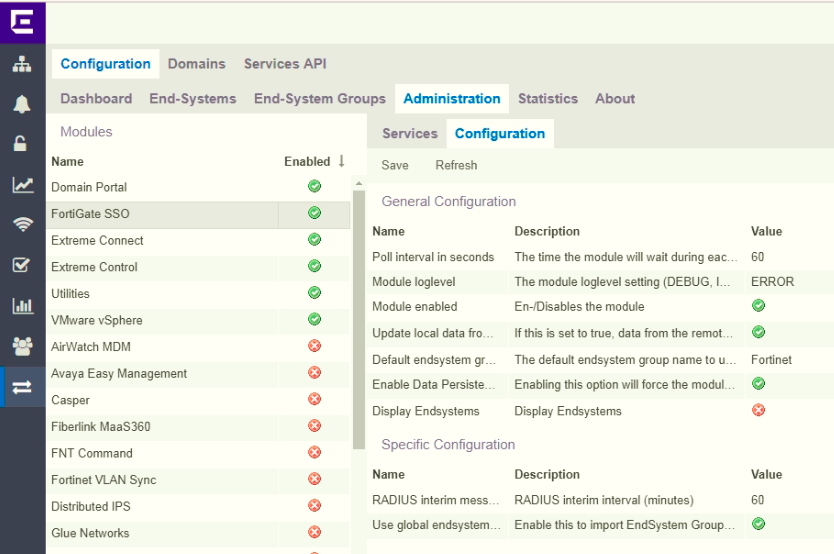 Configuration Domains Services API
Dashboard End-Systems End-System Groups Administration Statistics About
Modules
Name Enabled ↓
Domain Portal
FortiGate SSO
Extreme Connect
Extreme Control
Utilities
VMware vSphere
AirWatch MDM
Avaya Easy Management
Casper
Fiberlink MaaS360
FNT Command
Fortinet VLAN Sync
Distributed IPS
Glue Networks
Services Configuration
Save Refresh
General Configuration
Name Description Value
Poll interval in seconds The time the module will wait during eac... 60
Module loglevel The module loglevel setting (DEBUG, I... ERROR
Module enabled En-/Disables the module
Update local data fro... If this is set to true, data from the remot...
Default endsystem gr... The default endsystem group name to u... Fortinet
Enable Data Persiste... Enabling this option will force the modul...
Display Endsystems Display Endsystems
Specific Configuration
Name Description Value
RADIUS interim mess... RADIUS interim interval (minutes) 60
Use global endsystem... Enable this to import EndSystem Group...